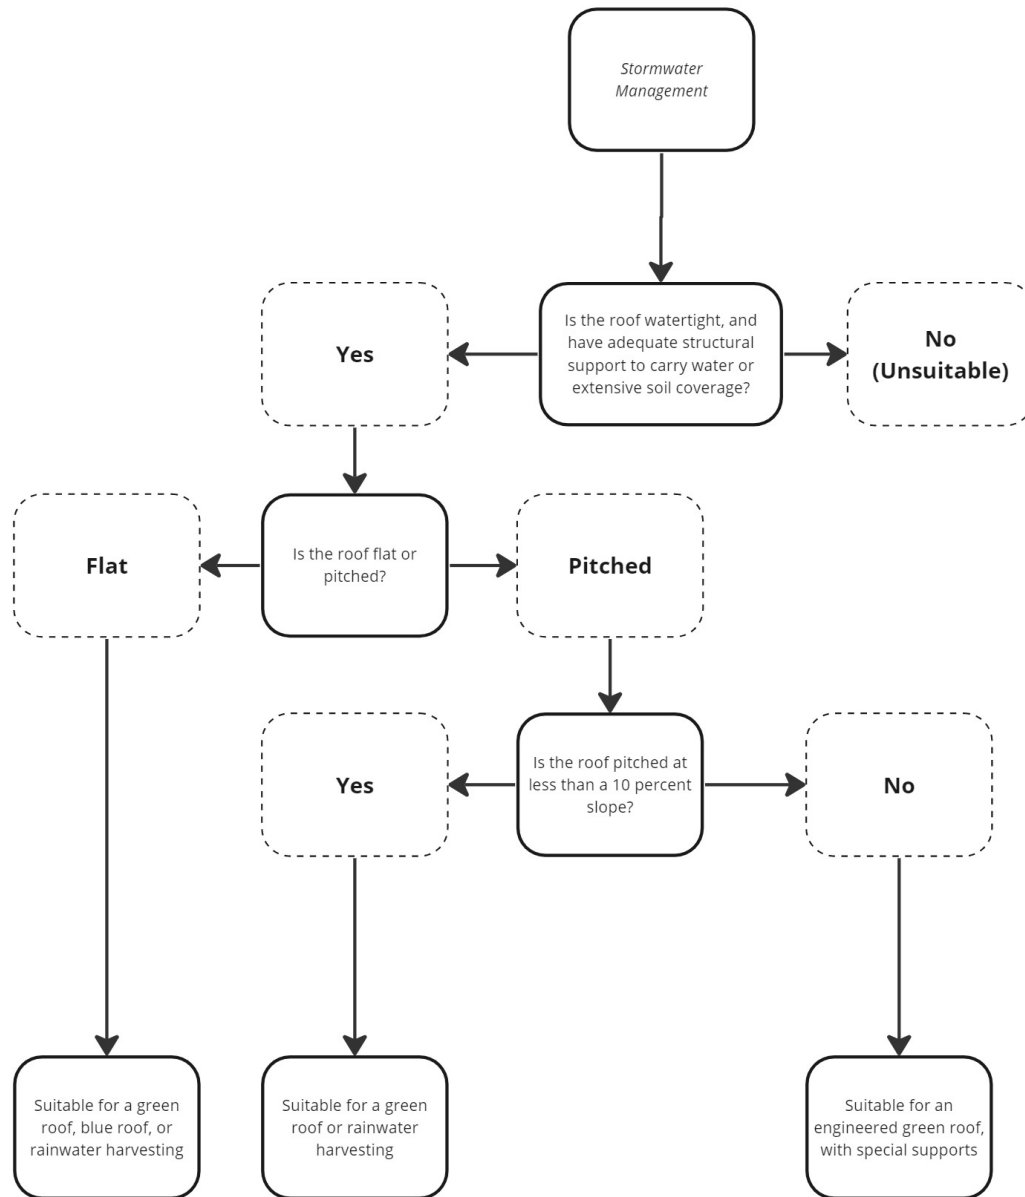 Stormwater
Management
Yes
Is the roof watertight, and
have adequate structural
support to carry water or
extensive soil coverage?
No
(Unsuitable)
Flat
Is the roof flat or
pitched?
Pitched
Yes
Is the roof pitched at
less than a 10 percent
slope?
No
Suitable for a green
roof, blue roof, or
rainwater harvesting
Suitable for a green
roof or rainwater
harvesting
Suitable for an
engineered green roof,
with special supports